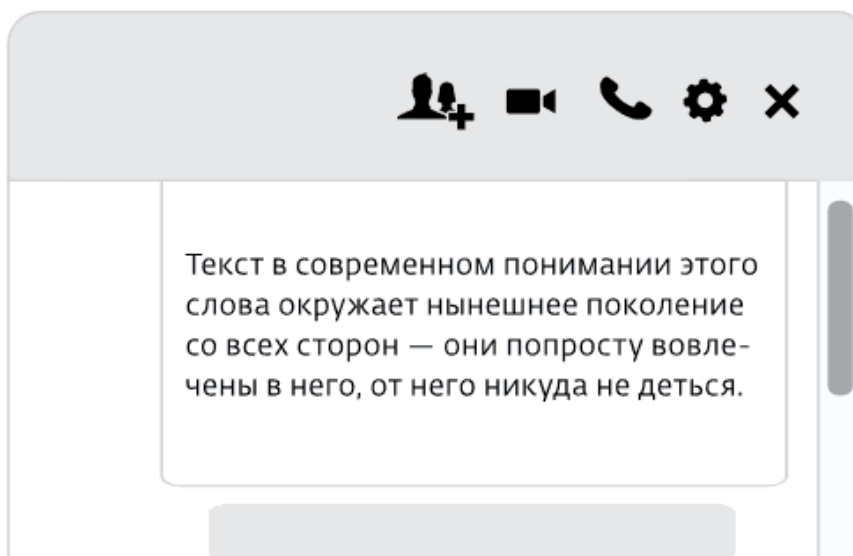 Текст в современном понимании этого
слова окружает нынешнее поколение
со всех сторон — они попросту вовле-
чены в него, от него никуда не деться.